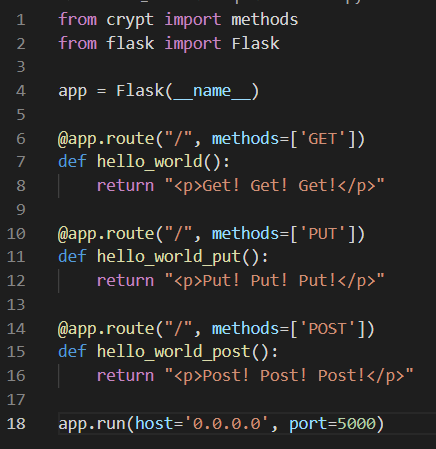 1 from crypt import methods
2 from flask import Flask
3
4 app = Flask(__name__)
5
6 @app.route("/", methods=['GET'])
7 def hello_world():
8     return "<p>Get! Get! Get!</p>"
9
10 @app.route("/", methods=['PUT'])
11 def hello_world_put():
12     return "<p>Put! Put! Put!</p>"
13
14 @app.route("/", methods=['POST'])
15 def hello_world_post():
16     return "<p>Post! Post! Post!</p>"
17
18 app.run(host='0.0.0.0', port=5000)